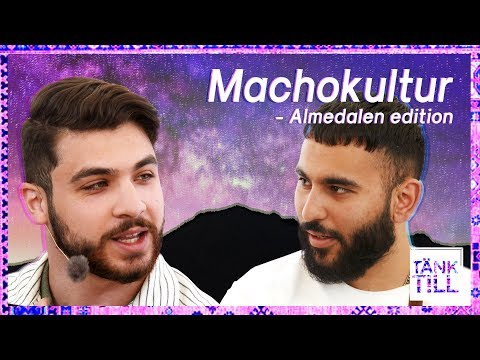 Machokultur
- Almedalen edition
TÄNK
TILL